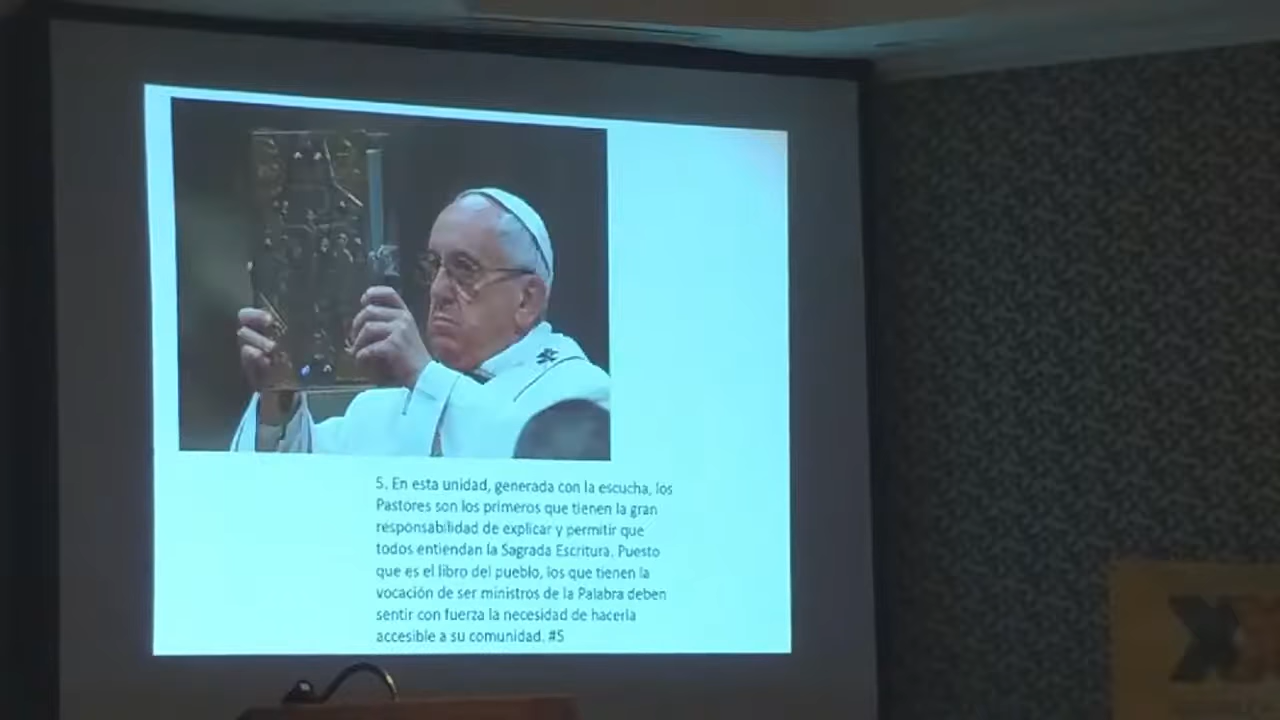 5. En esta unidad, generada con la escucha, los
Pastores son los primeros que tienen la gran
responsabilidad de explicar y permitir que
todos entiendan la Sagrada Escritura. Puesto
que es el libro del pueblo, los que tienen la
vocación de ser ministros de la Palabra deben
sentir con fuerza la necesidad de hacerla
accesible a su comunidad. #5